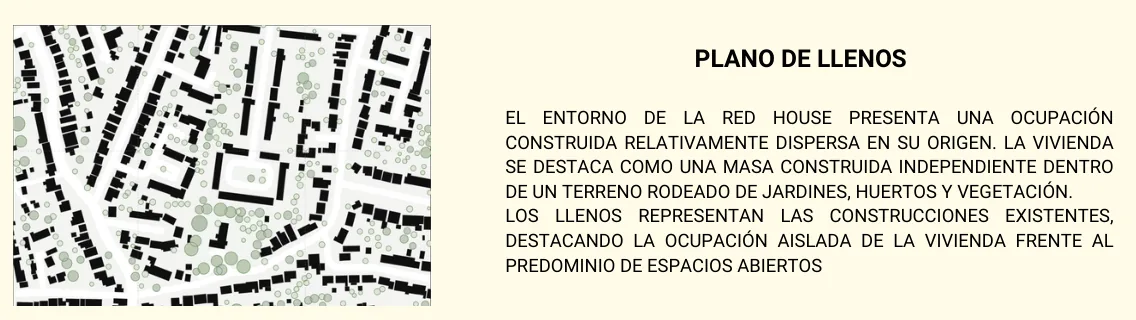 PLANO DE LLENOS
EL ENTORNO DE LA RED HOUSE PRESENTA UNA OCUPACIÓN
CONSTRUIDA RELATIVAMENTE DISPERSA EN SU ORIGEN. LA VIVIENDA
SE DESTACA COMO UNA MASA CONSTRUIDA INDEPENDIENTE DENTRO
DE UN TERRENO RODEADO DE JARDINES, HUERTOS Y VEGETACIÓN.
LOS LLENOS REPRESENTAN LAS CONSTRUCCIONES EXISTENTES,
DESTACANDO LA OCUPACIÓN AISLADA DE LA VIVIENDA FRENTE AL
PREDOMINIO DE ESPACIOS ABIERTOS